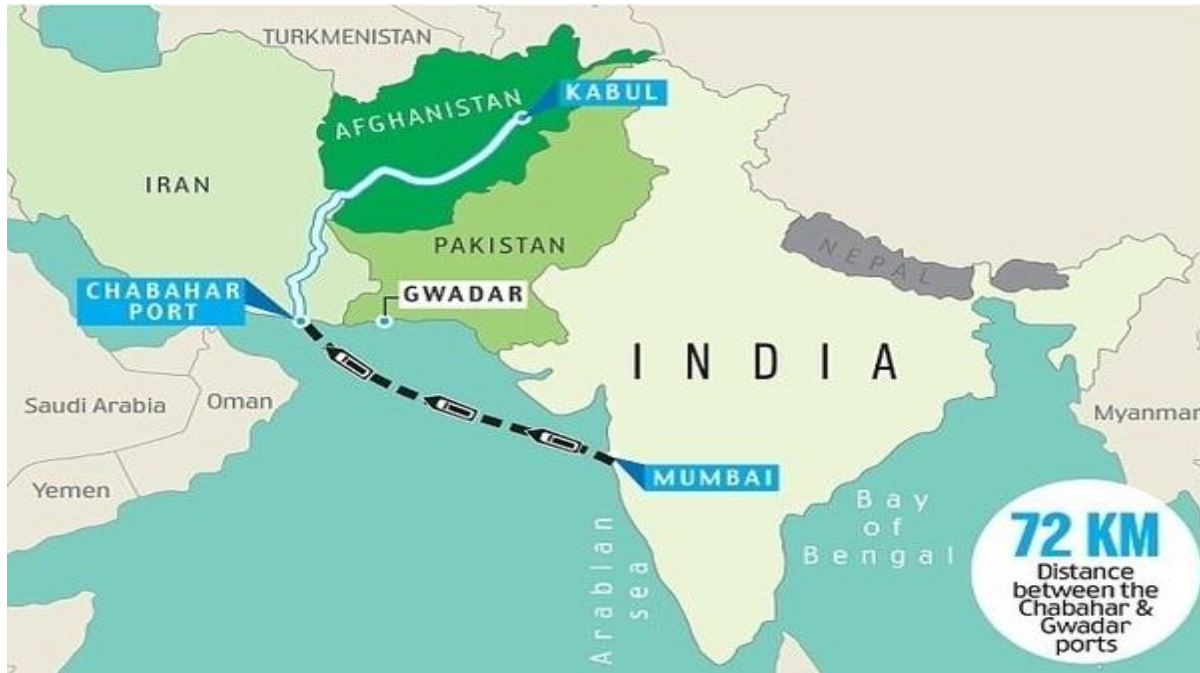 TURKMENISTAN
AFGHANISTAN
KABUL
IRAN
PAKISTAN
NEPAL
CHABAHAR
PORT
GWADAR
INDIA
Saudi Arabia
Oman
Myanmar
Yemen
MUMBAI
Arabian
sea
Bay
of
Bengal
72 KM
Distance
between the
Chabahar &
Gwadar
ports